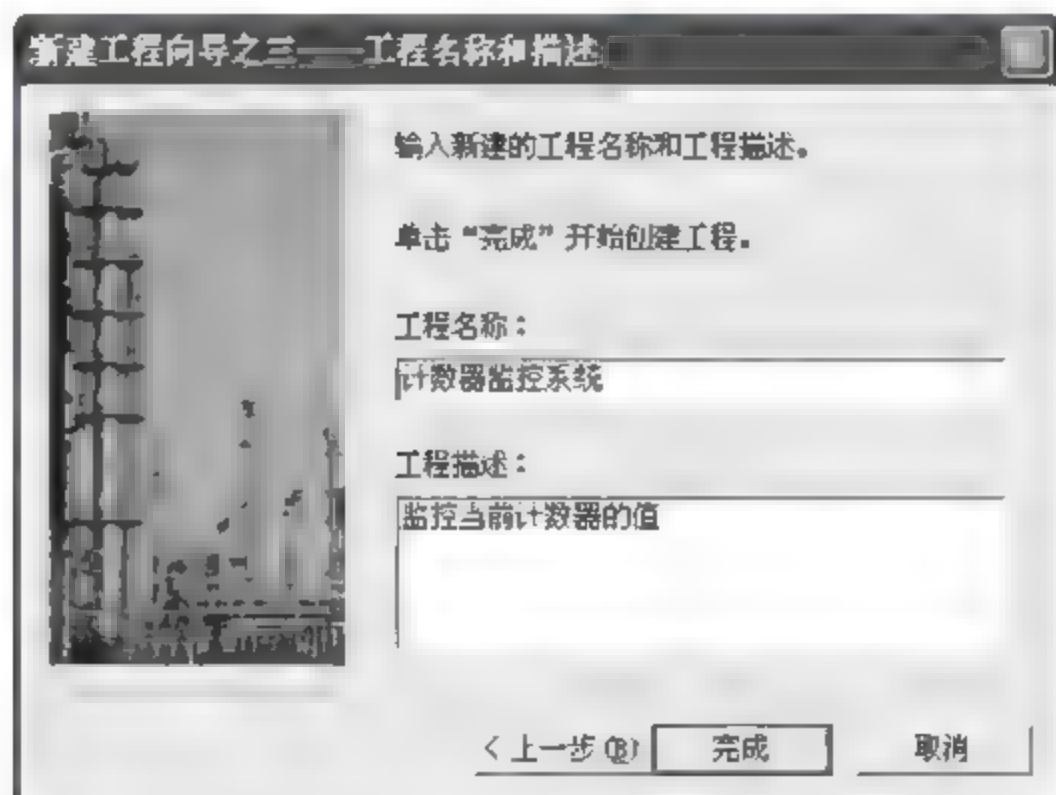 新建工程向导之三——工程名称和描述
输入新建的工程名称和工程描述。
单击“完成”开始创建工程。
工程名称：
计数器监控系统
工程描述：
监控当前计数器的值
< 上一步(B)
完成
取消